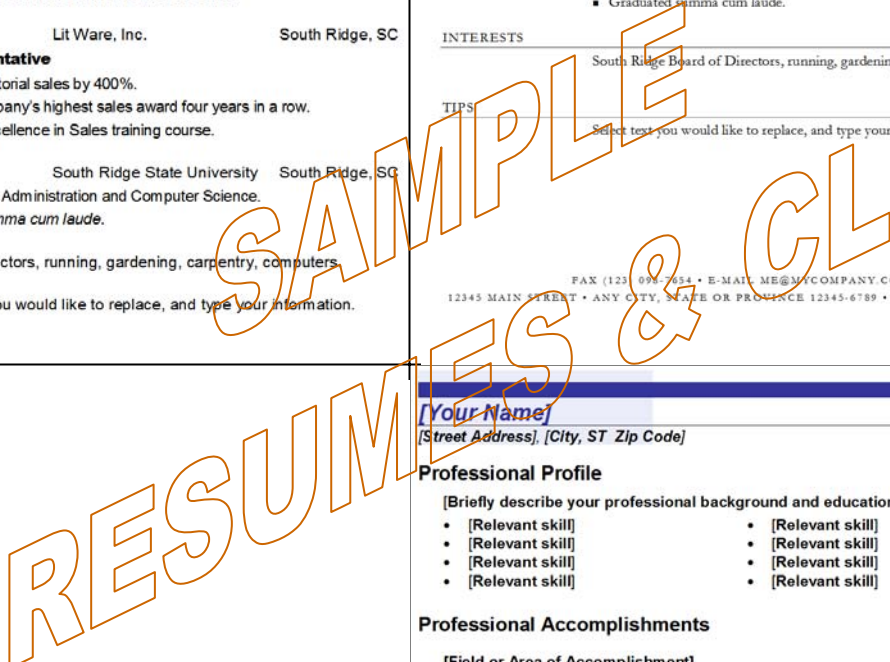 Lit Ware, Inc. South Ridge, SC
ntative
torial sales by 400%.
pany's highest sales award four years in a row.
cellence in Sales training course.
South Ridge State University South Ridge, SC
Administration and Computer Science.
mma cum laude.
ctors, running, gardening, carpentry, computers.
ou would like to replace, and type your information.
▪ Graduated summa cum laude.
INTERESTS
South Ridge Board of Directors, running, gardenin
TIPS
Select text you would like to replace, and type your
FAX (123) 098-7654 • E-MAIL ME@MYCOMPANY.C
12345 MAIN STREET • ANY CITY, STATE OR PROVINCE 12345-6789 •
SAMPLE
RESUMES & CL
[Your Name]
[Street Address], [City, ST Zip Code]
Professional Profile
[Briefly describe your professional background and education
• [Relevant skill] • [Relevant skill]
• [Relevant skill] • [Relevant skill]
• [Relevant skill] • [Relevant skill]
• [Relevant skill] • [Relevant skill]
Professional Accomplishments
[Field or Area of Accomplishment]